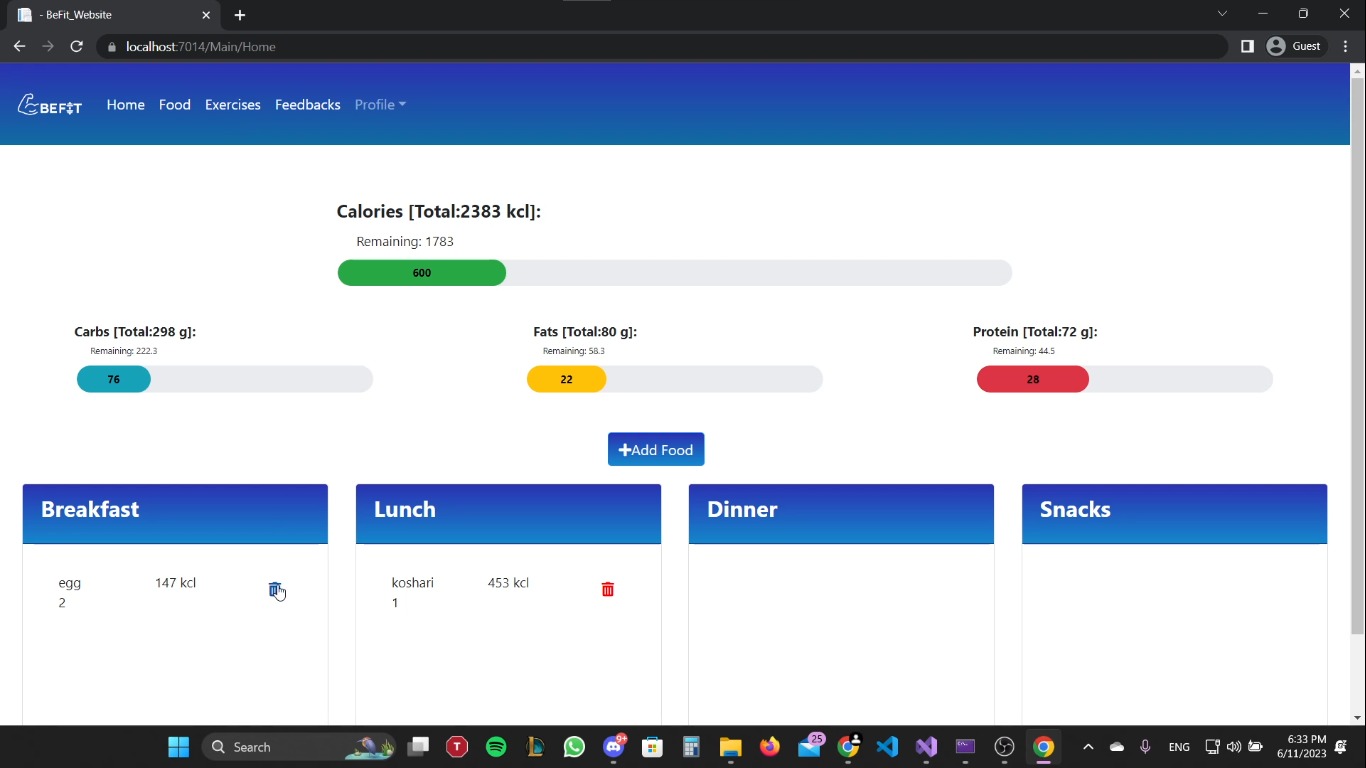 - BeFit_Website
localhost:7014/Main/Home
Guest
BEFIT
Home Food Exercises Feedbacks Profile
Calories [Total:2383 kcl]:
Remaining: 1783
600
Carbs [Total:298 g]: Fats [Total:80 g]: Protein [Total:72 g]:
Remaining: 222.3 Remaining: 58.3 Remaining: 44.5
76 22 28
+Add Food
Breakfast Lunch Dinner Snacks
egg 147 kcl koshari 453 kcl
2 1
Search T 9+ 25 ENG 6:33 PM
6/11/2023